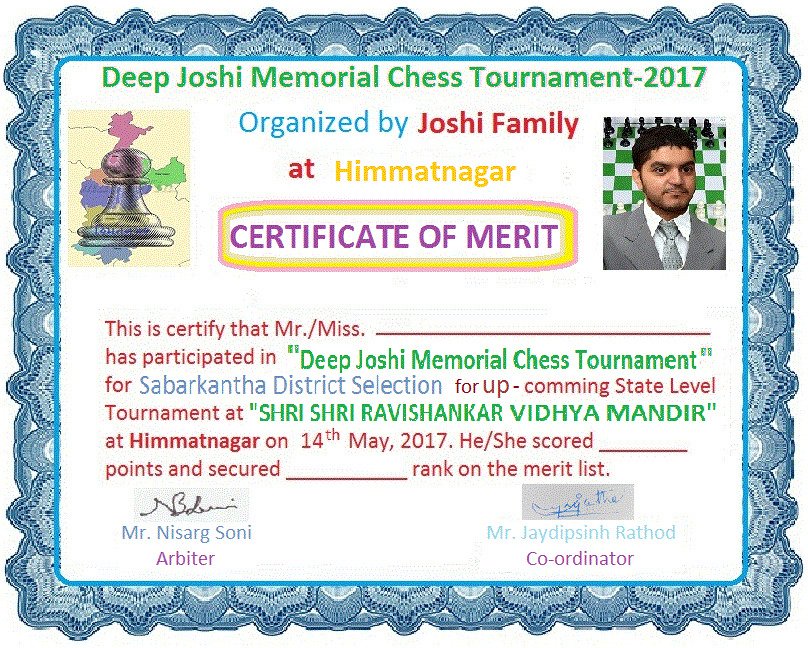 Deep Joshi Memorial Chess Tournament-2017
Organized by Joshi Family
at Himmatnagar
CERTIFICATE OF MERIT
This is certify that Mr./Miss. ______________________
has participated in "Deep Joshi Memorial Chess Tournament"
for Sabarkantha District Selection for up - comming State Level
Tournament at "SHRI SHRI RAVISHANKAR VIDHYA MANDIR"
at Himmatnagar on 14th May, 2017. He/She scored ________
points and secured ___________ rank on the merit list.
Mr. Nisarg Soni
Mr. Jaydipsinh Rathod
Arbiter
Co-ordinator